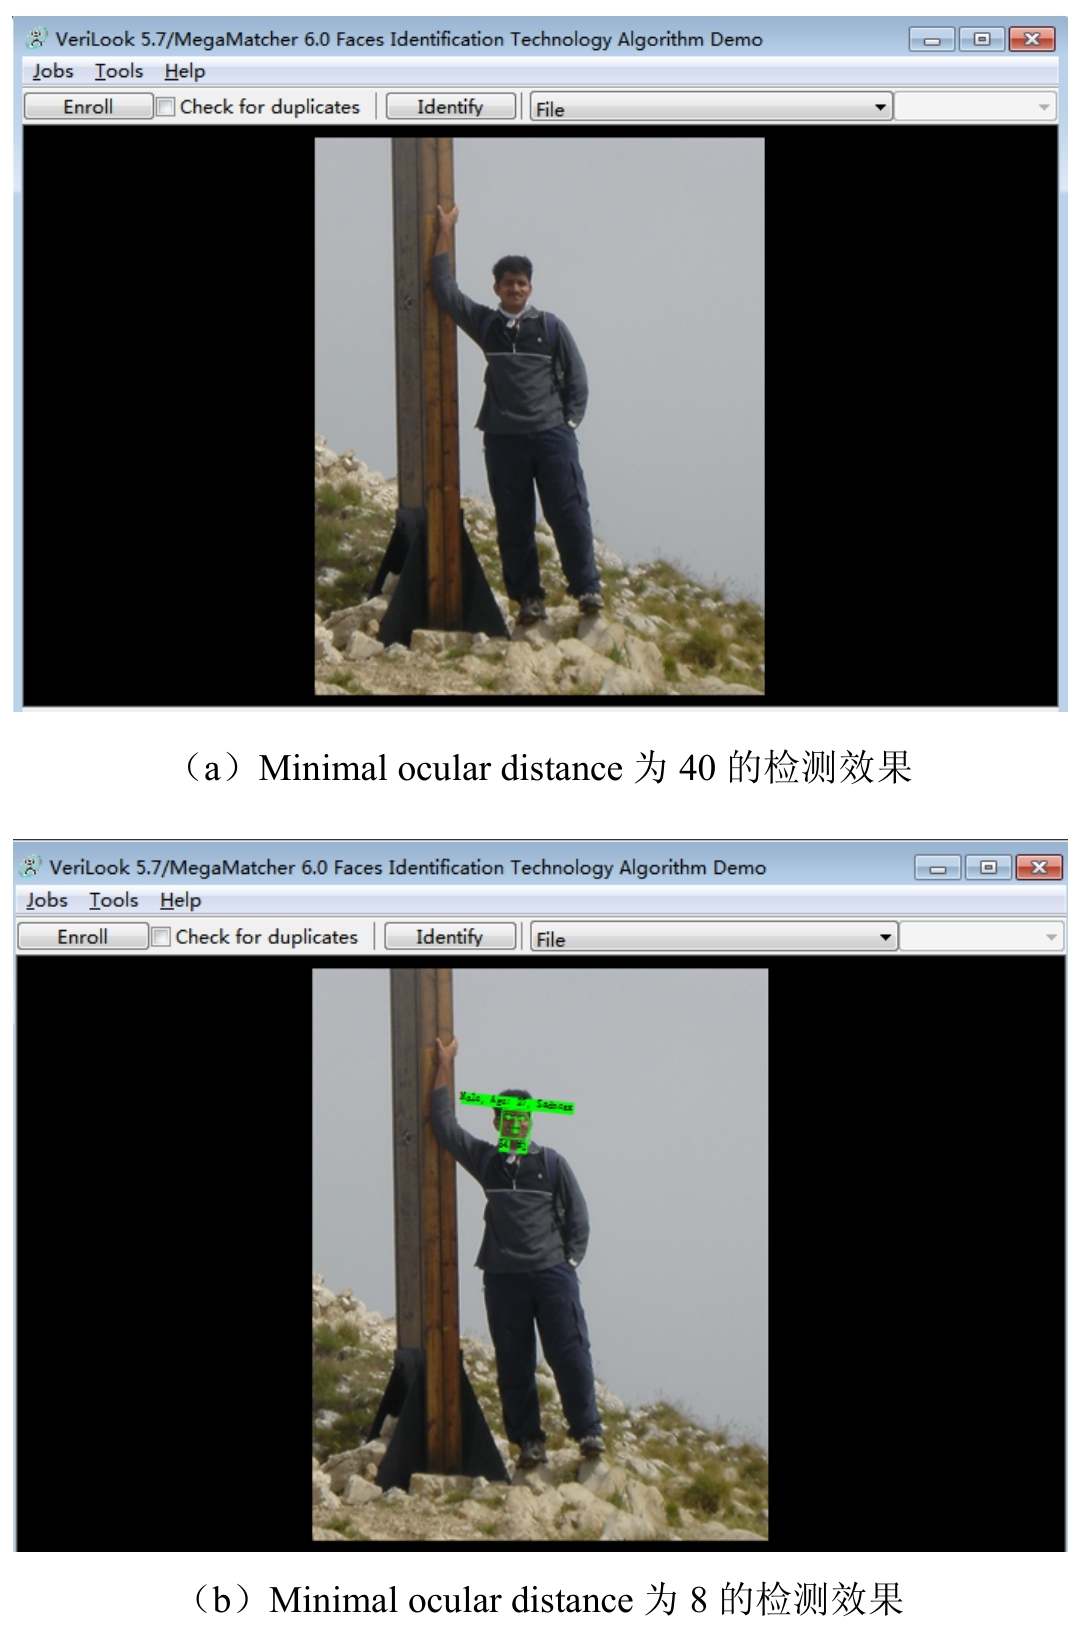 VeriLook 5.7/MegaMatcher 6.0 Faces Identification Technology Algorithm Demo
Jobs Tools Help
Enroll Check for duplicates Identify File
（a）Minimal ocular distance 为 40 的检测效果
VeriLook 5.7/MegaMatcher 6.0 Faces Identification Technology Algorithm Demo
Jobs Tools Help
Enroll Check for duplicates Identify File
Male, Age: 27, Sadness
（b）Minimal ocular distance 为 8 的检测效果